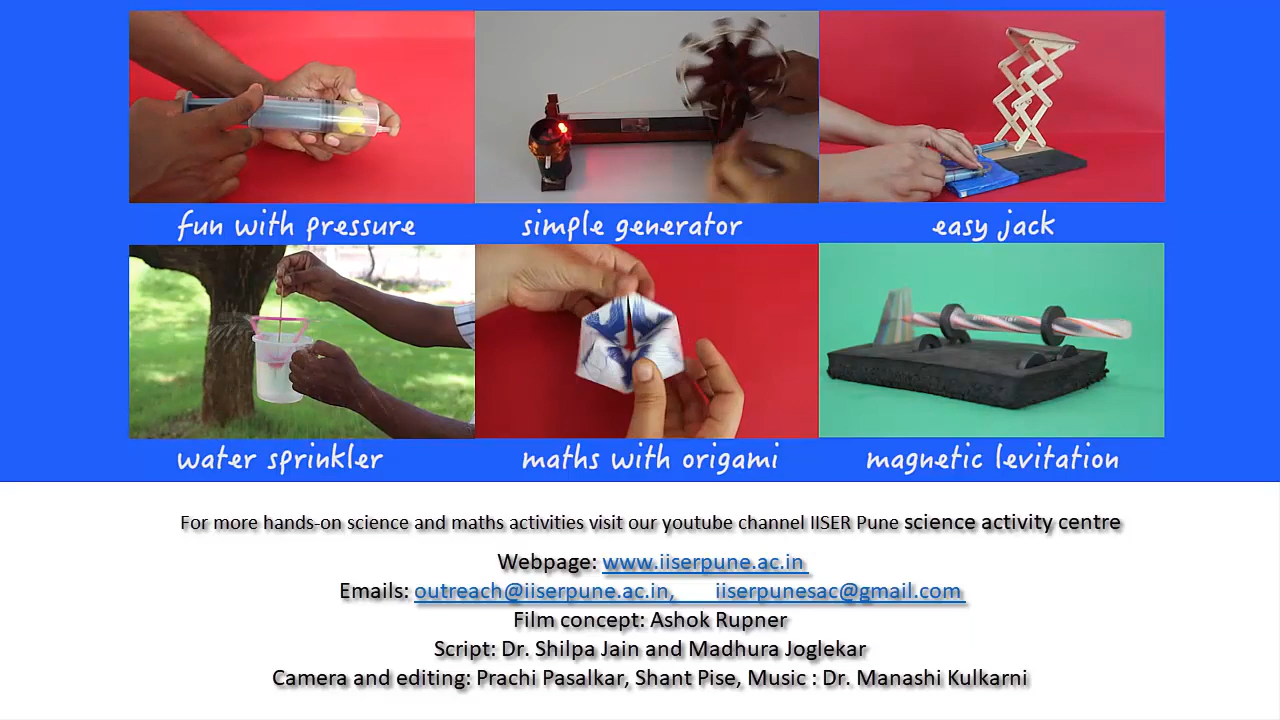 fun with pressure
simple generator
easy jack
water sprinkler
maths with origami
magnetic levitation
For more hands-on science and maths activities visit our youtube channel IISER Pune science activity centre
Webpage: www.iiserpune.ac.in
Emails: outreach@iiserpune.ac.in, iiserpunesac@gmail.com
Film concept: Ashok Rupner
Script: Dr. Shilpa Jain and Madhura Joglekar
Camera and editing: Prachi Pasalkar, Shant Pise, Music : Dr. Manashi Kulkarni